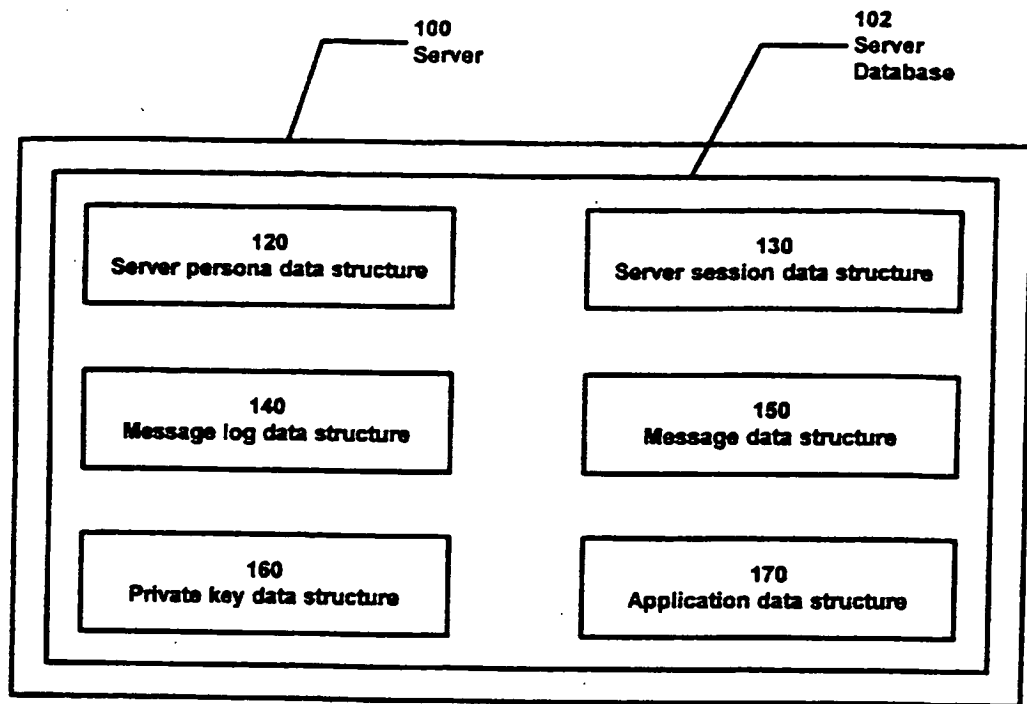 100
Server
102
Server
Database
120
Server persona data structure
130
Server session data structure
140
Message log data structure
150
Message data structure
160
Private key data structure
170
Application data structure